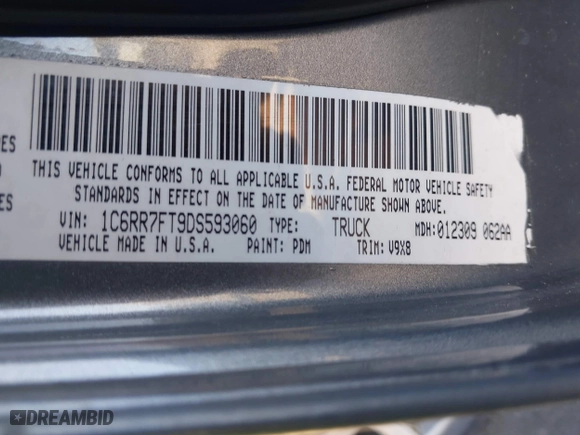 THIS VEHICLE CONFORMS TO ALL APPLICABLE U.S.A. FEDERAL MOTOR VEHICLE SAFETY
STANDARDS IN EFFECT ON THE DATE OF MANUFACTURE SHOWN ABOVE.
VIN: 1C6RR7FT9DS593060 TYPE: TRUCK MDH: 012309 062AA
VEHICLE MADE IN U.S.A. PAINT: PDM TRIM: V9X8
DREAMBID